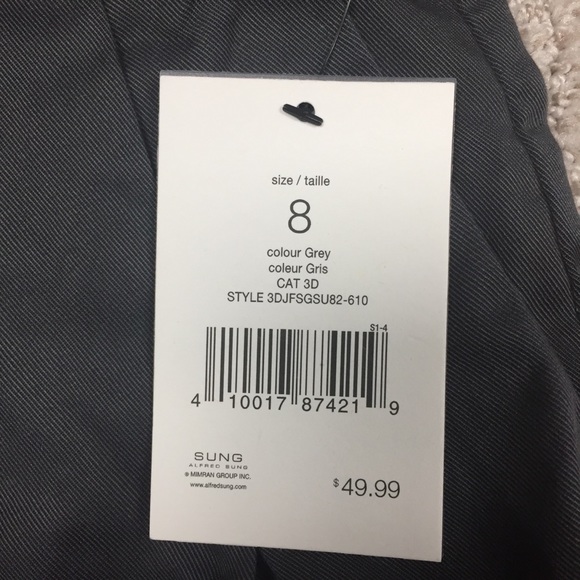 size / taille
8
colour Grey
coleur Gris
CAT 3D
STYLE 3DJFSGSU82-610
S1-4
4 10017 87421 9
SUNG
ALFRED SUNG
® MIMRAN GROUP INC.
www.alfredsung.com
$49.99